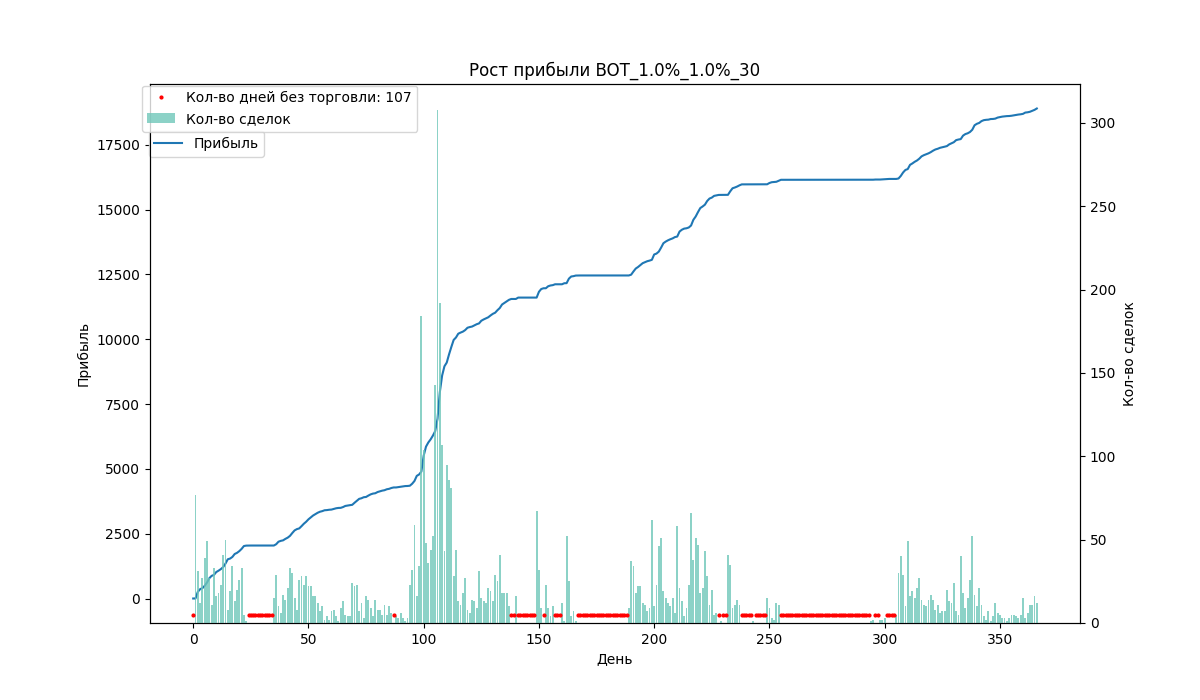 Рост прибыли BOT_1.0%_1.0%_30
Кол-во дней без торговли: 107
Кол-во сделок
Прибыль
17500
15000
12500
10000
7500
5000
2500
0
Прибыль
300
250
200
150
100
50
0
Кол-во сделок
0 50 100 150 200 250 300 350
День